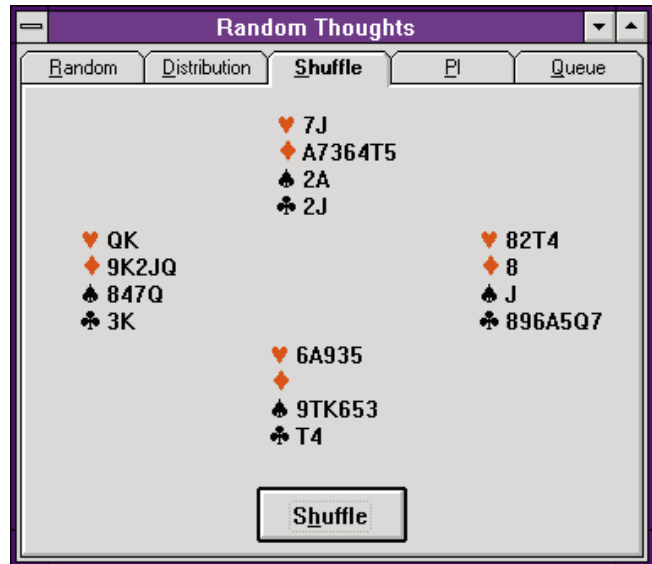 Random Thoughts
Random Distribution Shuffle PI Queue
♥ 7J
♦ A7364T5
♠ 2A
♣ 2J
♥ QK
♦ 9K2JQ
♠ 847Q
♣ 3K
♥ 82T4
♦ 8
♠ J
♣ 896A5Q7
♥ 6A935
♦
♠ 9TK653
♣ T4
Shuffle